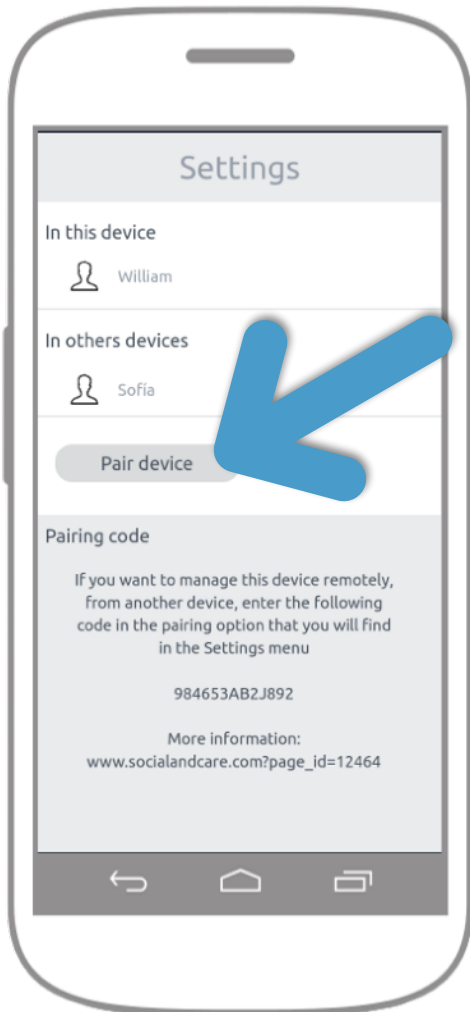 Settings
In this device
William
In others devices
Sofía
Pair device
Pairing code
If you want to manage this device remotely,
from another device, enter the following
code in the pairing option that you will find
in the Settings menu
984653AB2J892
More information:
www.socialandcare.com?page_id=12464